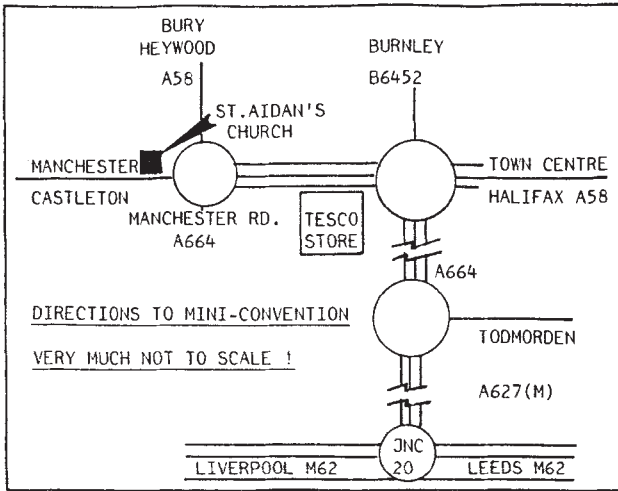 BURY
HEYWOOD
A58
BURNLEY
B6452
ST.AIDAN'S
CHURCH
MANCHESTER
CASTLETON
MANCHESTER RD.
A664
TESCO
STORE
TOWN CENTRE
HALIFAX A58
A664
DIRECTIONS TO MINI-CONVENTION
VERY MUCH NOT TO SCALE !
TODMORDEN
A627(M)
JNC
20
LIVERPOOL M62
LEEDS M62